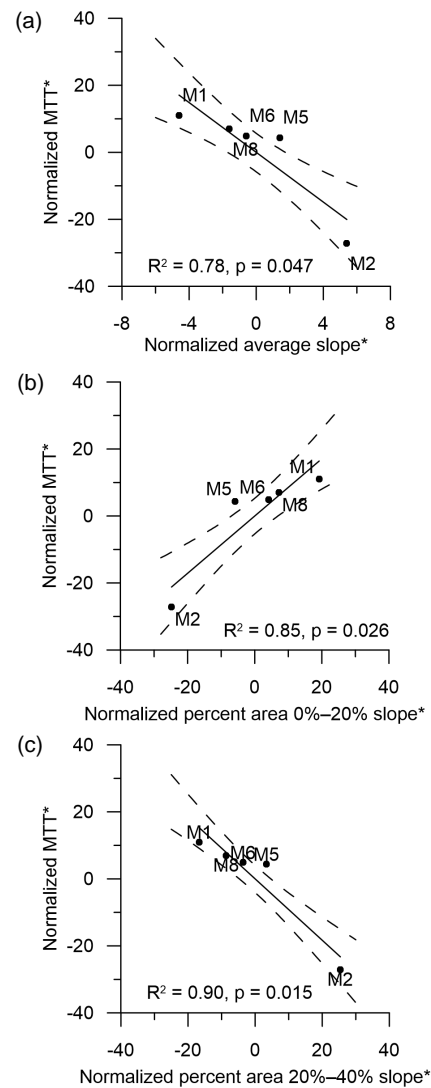 (a)
40
20
0
-20
-40
Normalized MTT*
M1
M6
M5
M8
M2
R² = 0.78, p = 0.047
-8
-4
0
4
8
Normalized average slope*
(b)
40
20
0
-20
-40
Normalized MTT*
M5
M6
M1
M8
M2
R² = 0.85, p = 0.026
-40
-20
0
20
40
Normalized percent area 0%–20% slope*
(c)
40
20
0
-20
-40
Normalized MTT*
M1
M6
M5
M8
M2
R² = 0.90, p = 0.015
-40
-20
0
20
40
Normalized percent area 20%–40% slope*